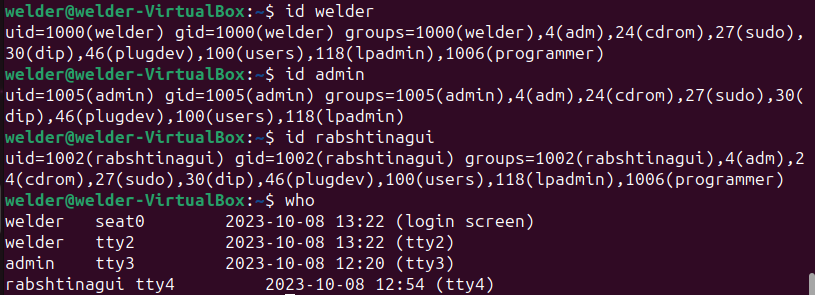 welder@welder-VirtualBox:~$ id welder
uid=1000(welder) gid=1000(welder) groups=1000(welder),4(adm),24(cdrom),27(sudo),
30(dip),46(plugdev),100(users),118(lpadmin),1006(programmer)
welder@welder-VirtualBox:~$ id admin
uid=1005(admin) gid=1005(admin) groups=1005(admin),4(adm),24(cdrom),27(sudo),30(
dip),46(plugdev),100(users),118(lpadmin)
welder@welder-VirtualBox:~$ id rabshtinagui
uid=1002(rabshtinagui) gid=1002(rabshtinagui) groups=1002(rabshtinagui),4(adm),2
4(cdrom),27(sudo),30(dip),46(plugdev),100(users),118(lpadmin),1006(programmer)
welder@welder-VirtualBox:~$ who
welder   seat0        2023-10-08 13:22 (login screen)
welder   tty2         2023-10-08 13:22 (tty2)
admin    tty3         2023-10-08 12:20 (tty3)
rabshtinagui tty4         2023-10-08 12:54 (tty4)